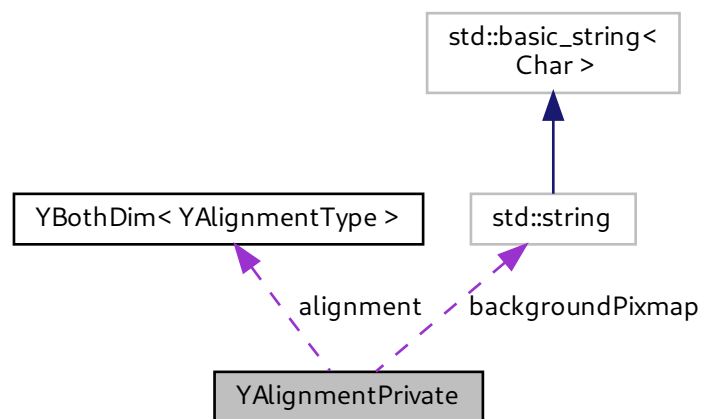 std::basic_string<
Char >
YBothDim< YAlignmentType >
std::string
alignment
backgroundPixmap
YAlignmentPrivate